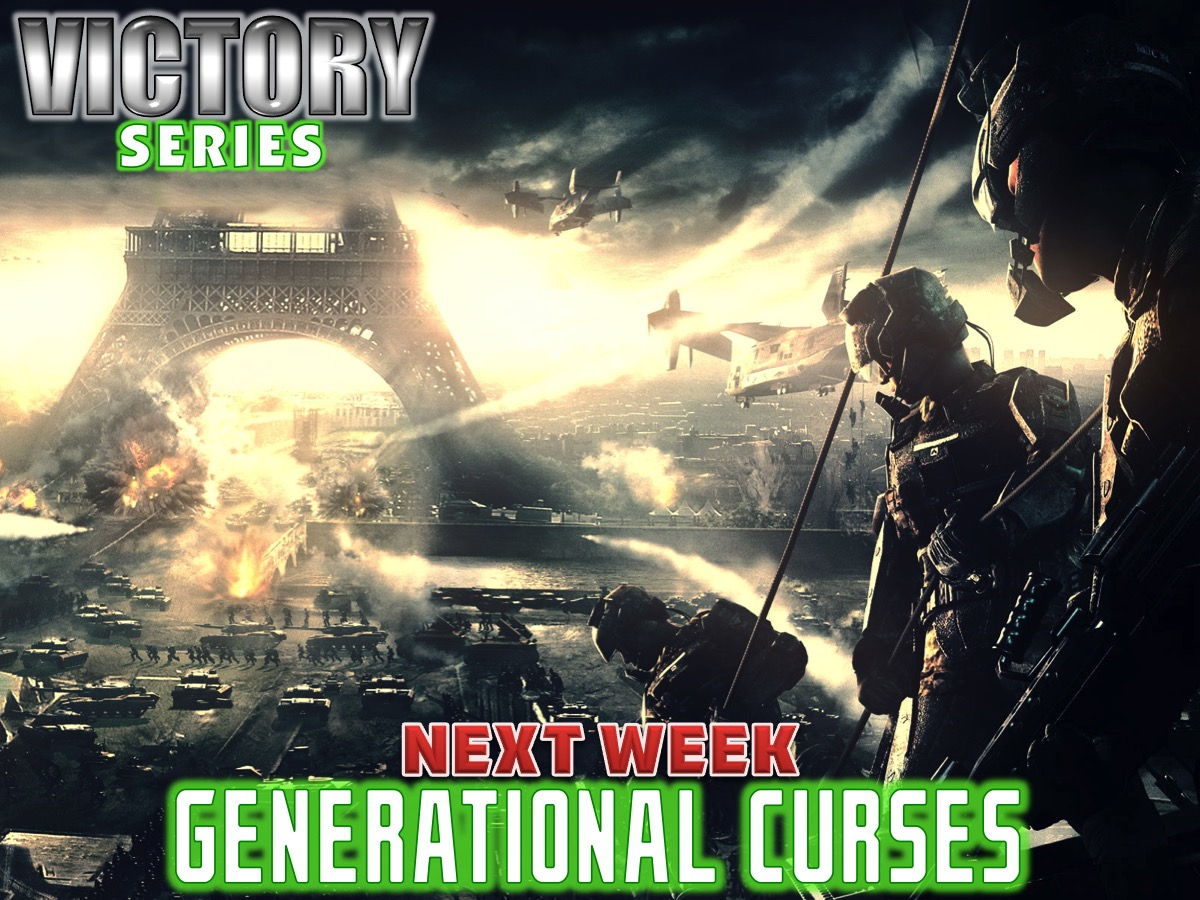 VICTORY
SERIES
NEXT WEEK
GENERATIONAL CURSES